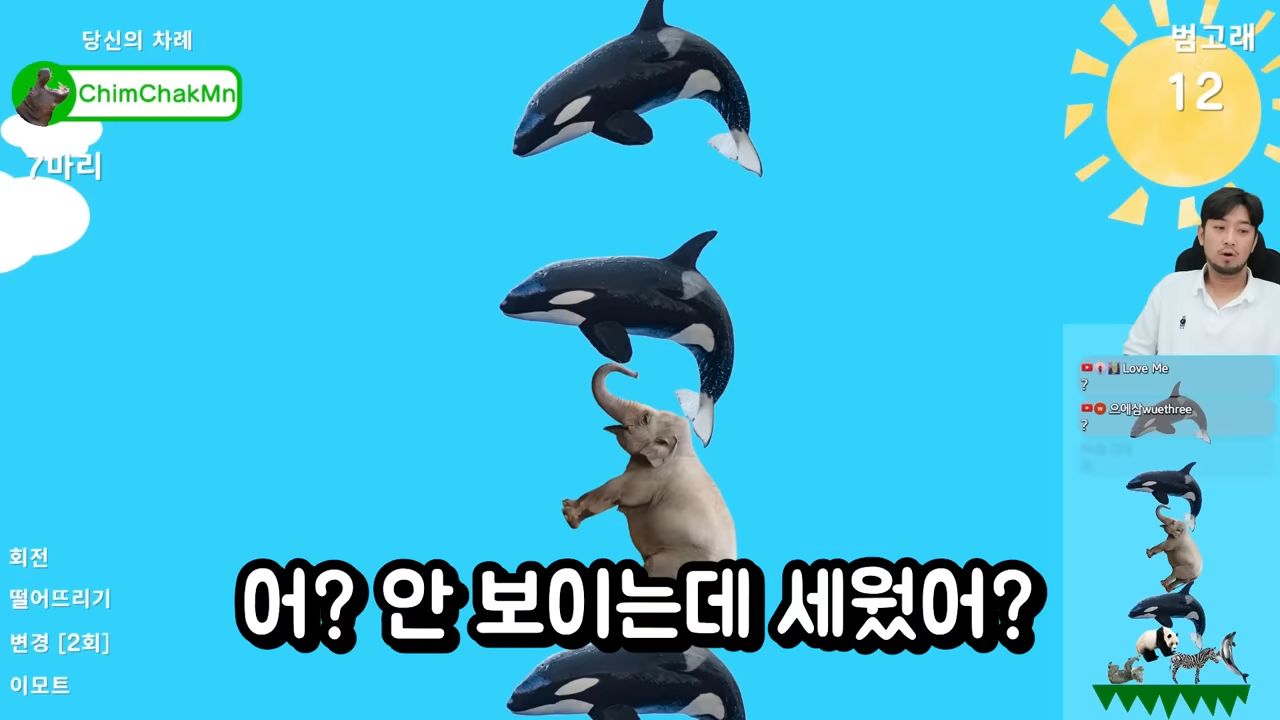 당신의 차례
ChimChakMn
7마리
범고래
12
Love Me
?
으에삼wuethree
?
회전
떨어뜨리기
변경 [2회]
이모트
어? 안 보이는데 세웠어?